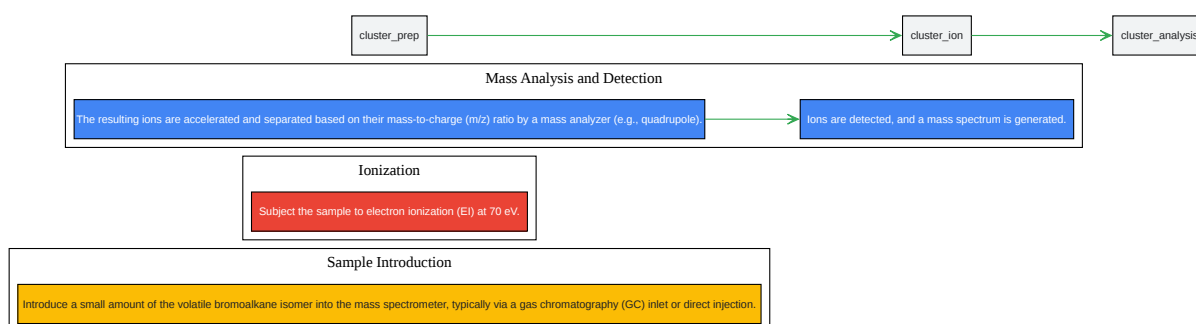 cluster_prep
cluster_ion
cluster_analysis
Mass Analysis and Detection
The resulting ions are accelerated and separated based on their mass-to-charge (m/z) ratio by a mass analyzer (e.g., quadrupole).
Ions are detected, and a mass spectrum is generated.
Ionization
Subject the sample to electron ionization (EI) at 70 eV.
Sample Introduction
Introduce a small amount of the volatile bromoalkane isomer into the mass spectrometer, typically via a gas chromatography (GC) inlet or direct injection.